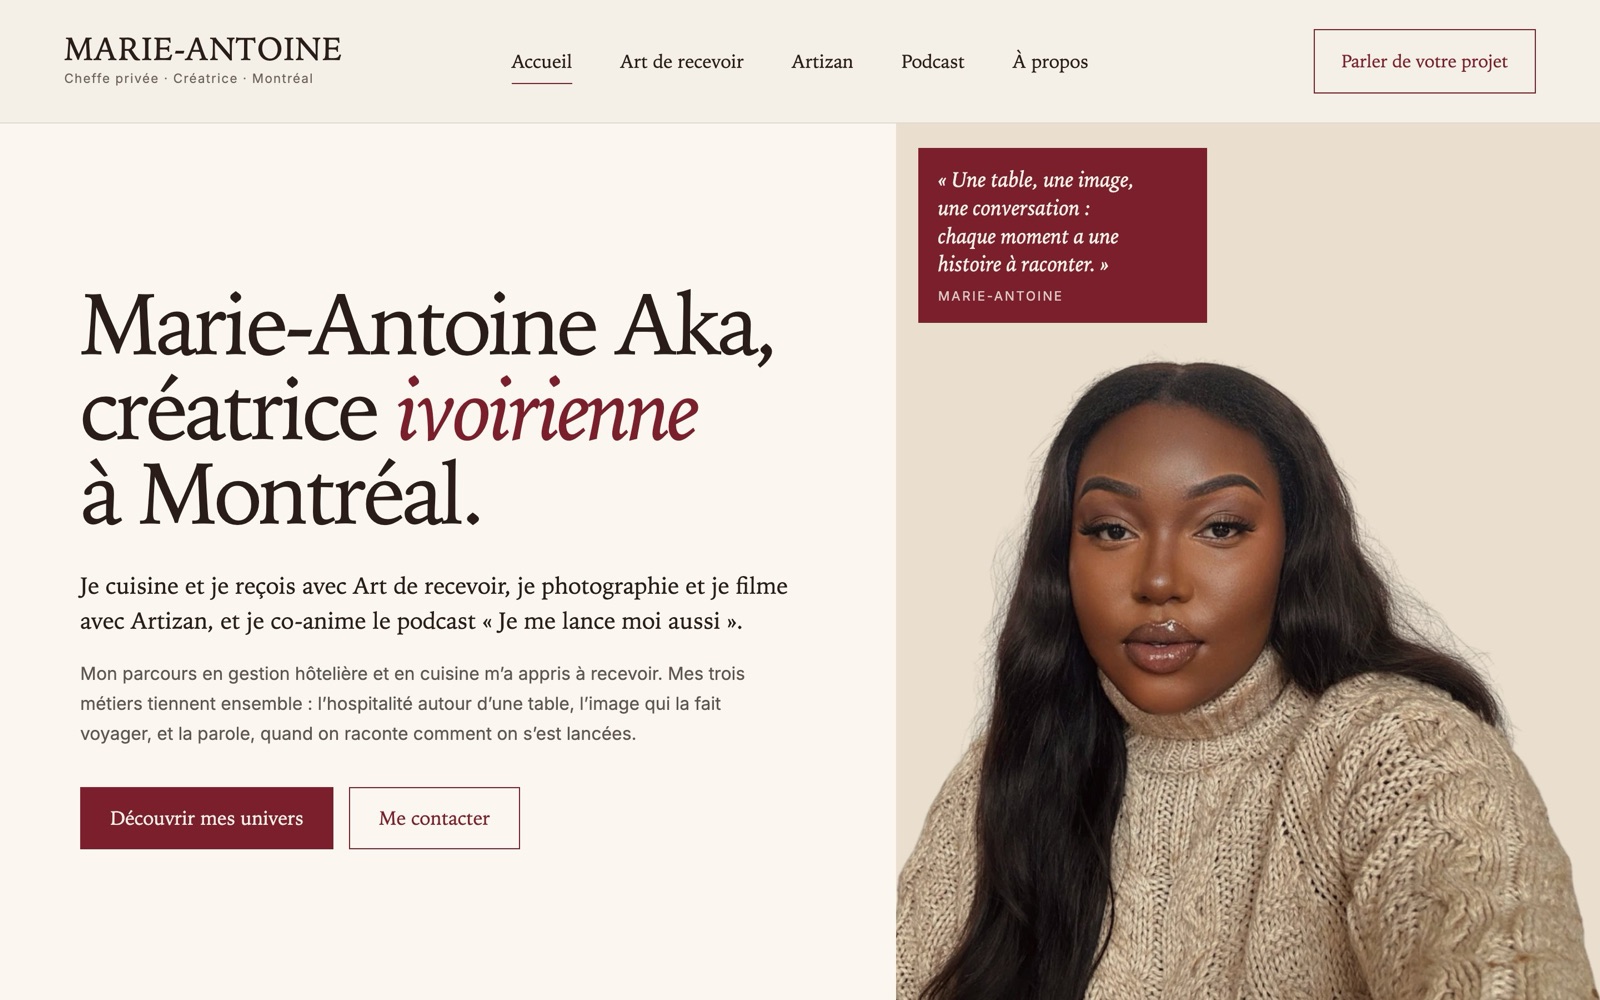 MARIE-ANTOINE
Cheffe privée · Créatrice · Montréal
Accueil
Art de recevoir
Artizan
Podcast
À propos
Parler de votre projet
« Une table, une image,
une conversation :
chaque moment a une
histoire à raconter. »
MARIE-ANTOINE
Marie-Antoine Aka,
créatrice ivoirienne
à Montréal.
Je cuisine et je reçois avec Art de recevoir, je photographie et je filme
avec Artizan, et je co-anime le podcast « Je me lance moi aussi ».
Mon parcours en gestion hôtelière et en cuisine m’a appris à recevoir. Mes trois
métiers tiennent ensemble : l’hospitalité autour d’une table, l’image qui la fait
voyager, et la parole, quand on raconte comment on s’est lancées.
Découvrir mes univers
Me contacter